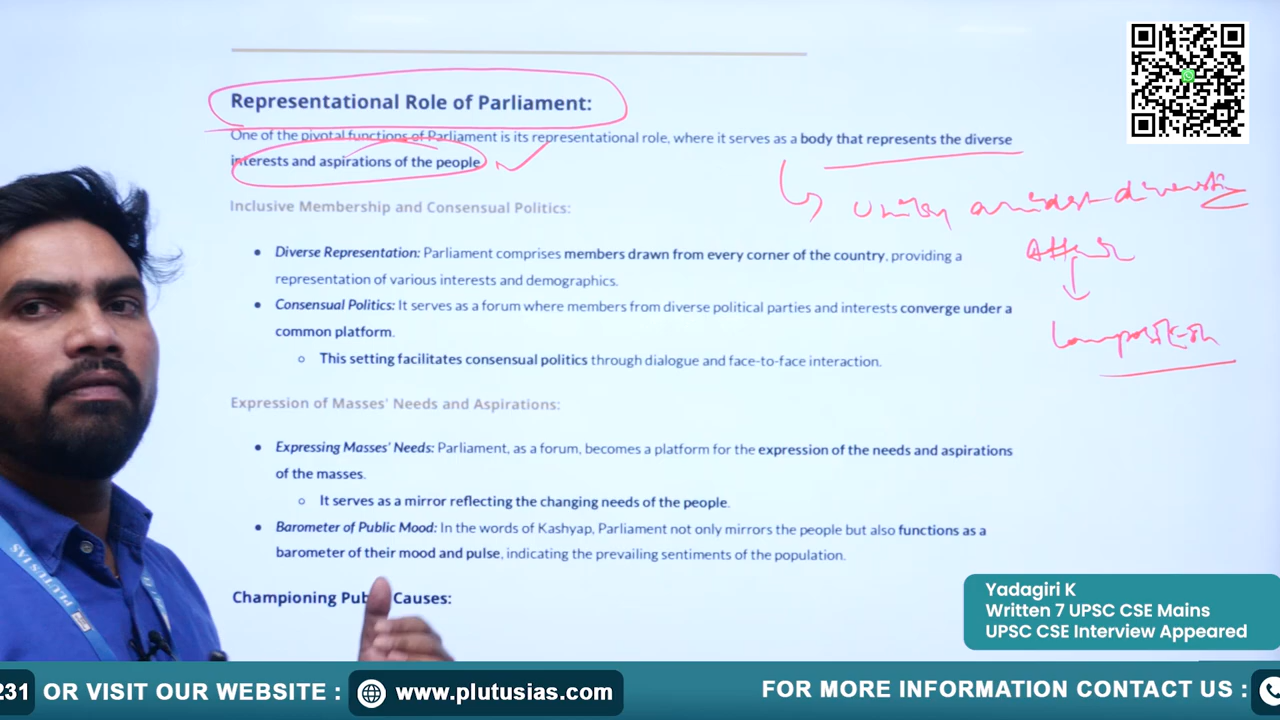 Representational Role of Parliament:
One of the pivotal functions of Parliament is its representational role, where it serves as a body that represents the diverse
interests and aspirations of the people
unity amidst diversity
Inclusive Membership and Consensual Politics:
Diverse Representation: Parliament comprises members drawn from every corner of the country, providing a
representation of various interests and demographics.
Consensual Politics: It serves as a forum where members from diverse political parties and interests converge under a
common platform.
This setting facilitates consensual politics through dialogue and face-to-face interaction.
composition
Expression of Masses' Needs and Aspirations:
Expressing Masses' Needs: Parliament, as a forum, becomes a platform for the expression of the needs and aspirations
of the masses.
It serves as a mirror reflecting the changing needs of the people.
Barometer of Public Mood: In the words of Kashyap, Parliament not only mirrors the people but also functions as a
barometer of their mood and pulse, indicating the prevailing sentiments of the population.
Championing Causes:
PLUTUS
Yadagiri K
Written 7 UPSC CSE Mains
UPSC CSE Interview Appeared
231 OR VISIT OUR WEBSITE : www.plutusias.com FOR MORE INFORMATION CONTACT US :